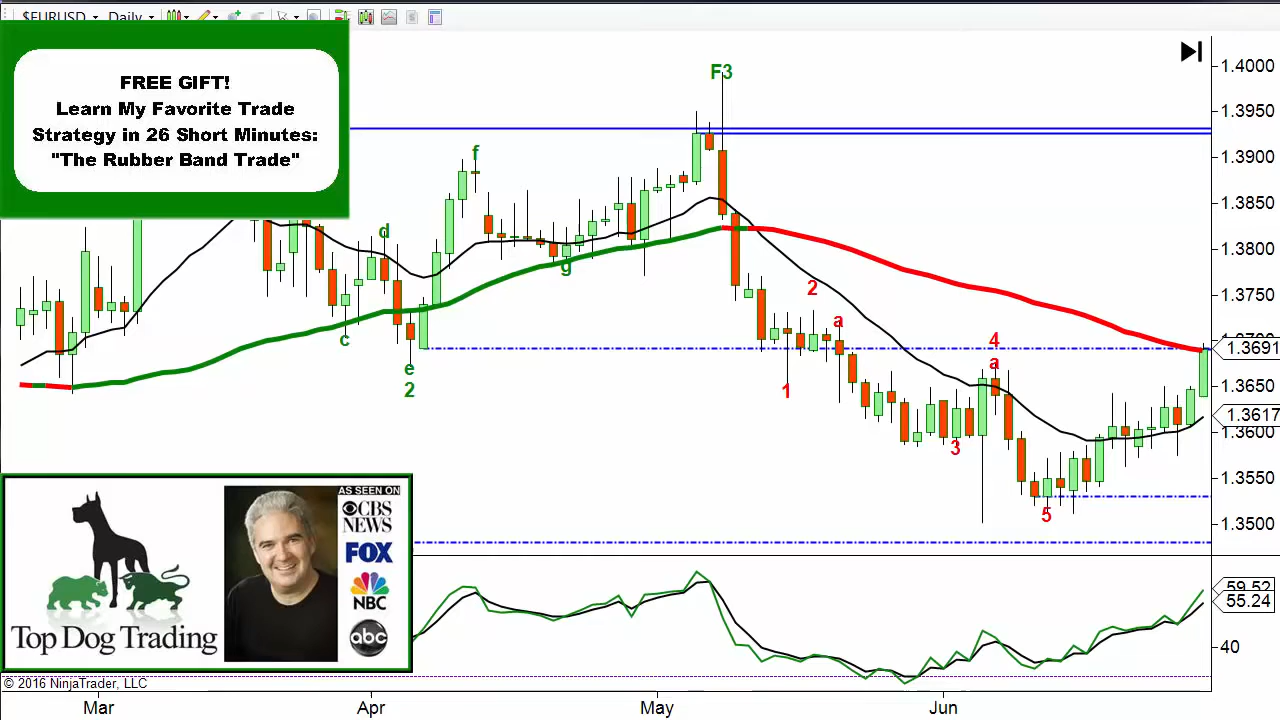 $EURUSD Daily
FREE GIFT!
Learn My Favorite Trade
Strategy in 26 Short Minutes:
"The Rubber Band Trade"
F3
f
d
g
c
e
2
2
a
1
4
a
3
5
1.4000
1.3950
1.3900
1.3850
1.3800
1.3750
1.3691
1.3650
1.3617
1.3600
1.3550
1.3500
59.52
55.24
40
AS SEEN ON
CBS
NEWS
FOX
NBC
abc
Top Dog Trading
© 2016 NinjaTrader, LLC
Mar
Apr
May
Jun